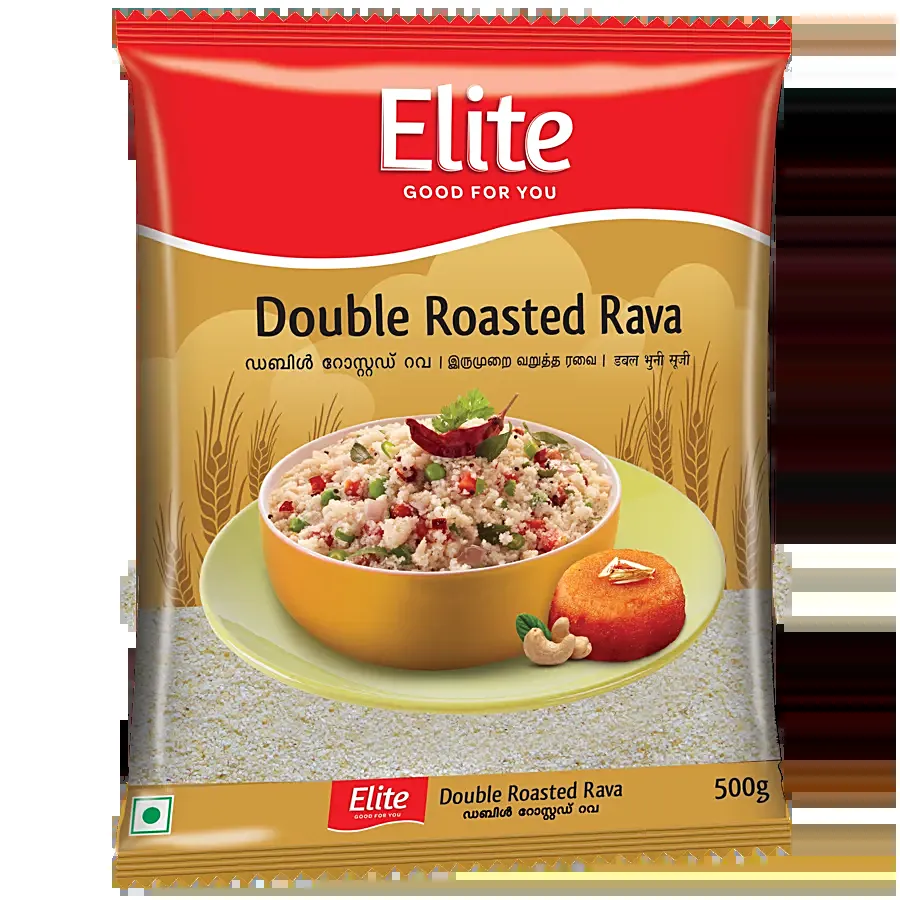 Elite
GOOD FOR YOU
Double Roasted Rava
ഡബിൾ റോസ്റ്റഡ് റവ | இருமுறை வறுத்த ரவை | डबल भुनी सूजी
Elite
GOOD FOR YOU
Double Roasted Rava
ഡബിൾ റോസ്റ്റഡ് റവ
500g